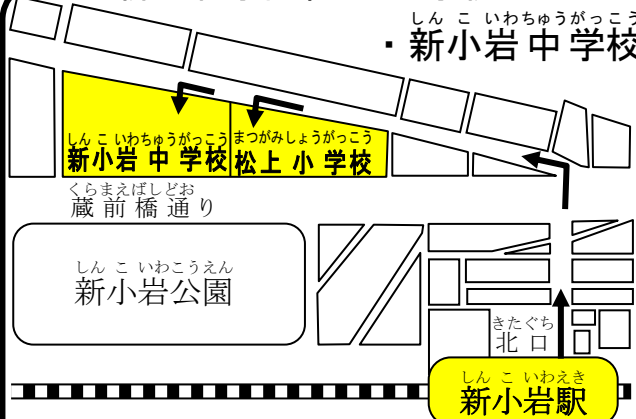 しんこいわちゅうがっこう
・新小岩中学校
しんこいわちゅうがっこう まつがみしょうがっこう
新小岩中学校 松上小学校
くらまえばしどお
蔵前橋通り
しんこいわこうえん
新小岩公園
きたぐち
北口
しんこいわえき
新小岩駅